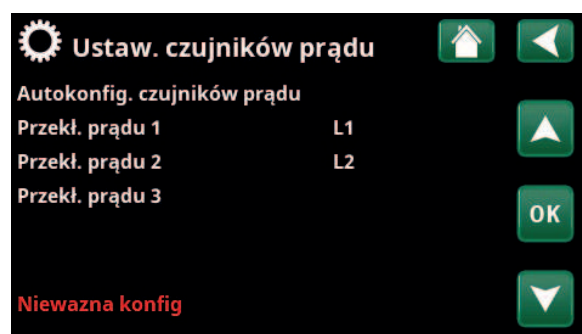 Ustaw. czujników prądu
Autokonfig. czujników prądu
Przekł. prądu 1 L1
Przekł. prądu 2 L2
Przekł. prądu 3
OK
Niewazna konfig